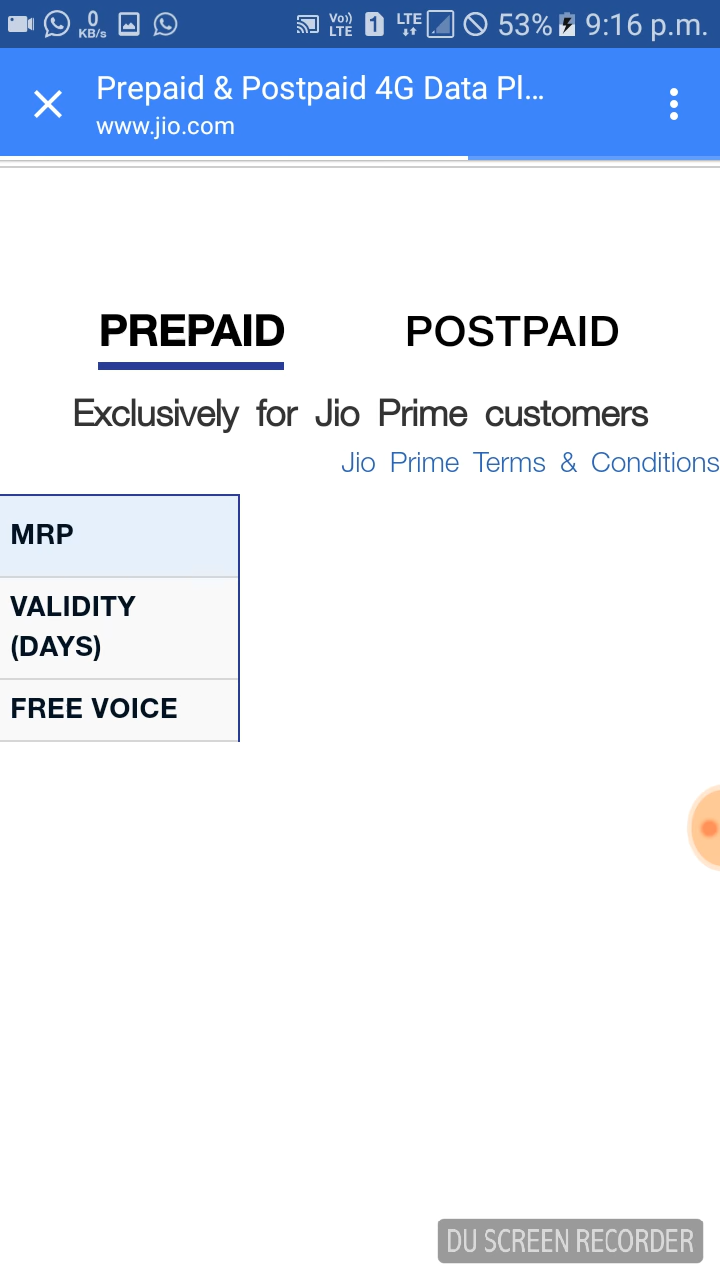 0
KB/s
Vo))
LTE
1
LTE
53%
9:16 p.m.
Prepaid & Postpaid 4G Data Pl...
www.jio.com
PREPAID
POSTPAID
Exclusively for Jio Prime customers
Jio Prime Terms & Conditions
MRP
VALIDITY
(DAYS)
FREE VOICE
DU SCREEN RECORDER